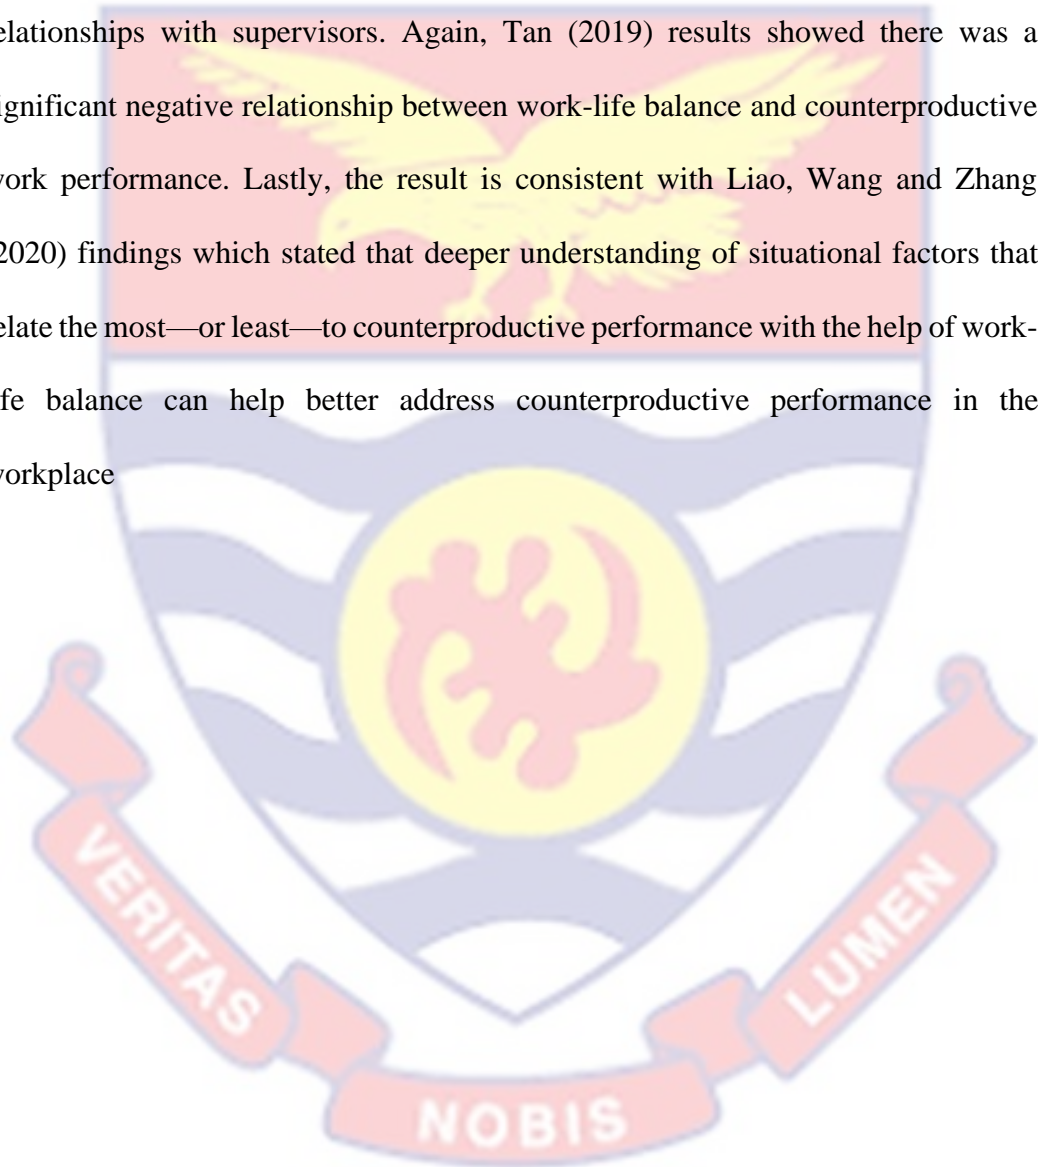 elationships with supervisors. Again, Tan (2019) results showed there was a
ignificant negative relationship between work-life balance and counterproductive
vork performance. Lastly, the result is consistent with Liao, Wang and Zhang
2020) findings which stated that deeper understanding of situational factors that
elate the most—or least—to counterproductive performance with the help of work-
ife balance can help better address counterproductive performance in the
vorkplace
VERITAS
NOBIS
LUMEN